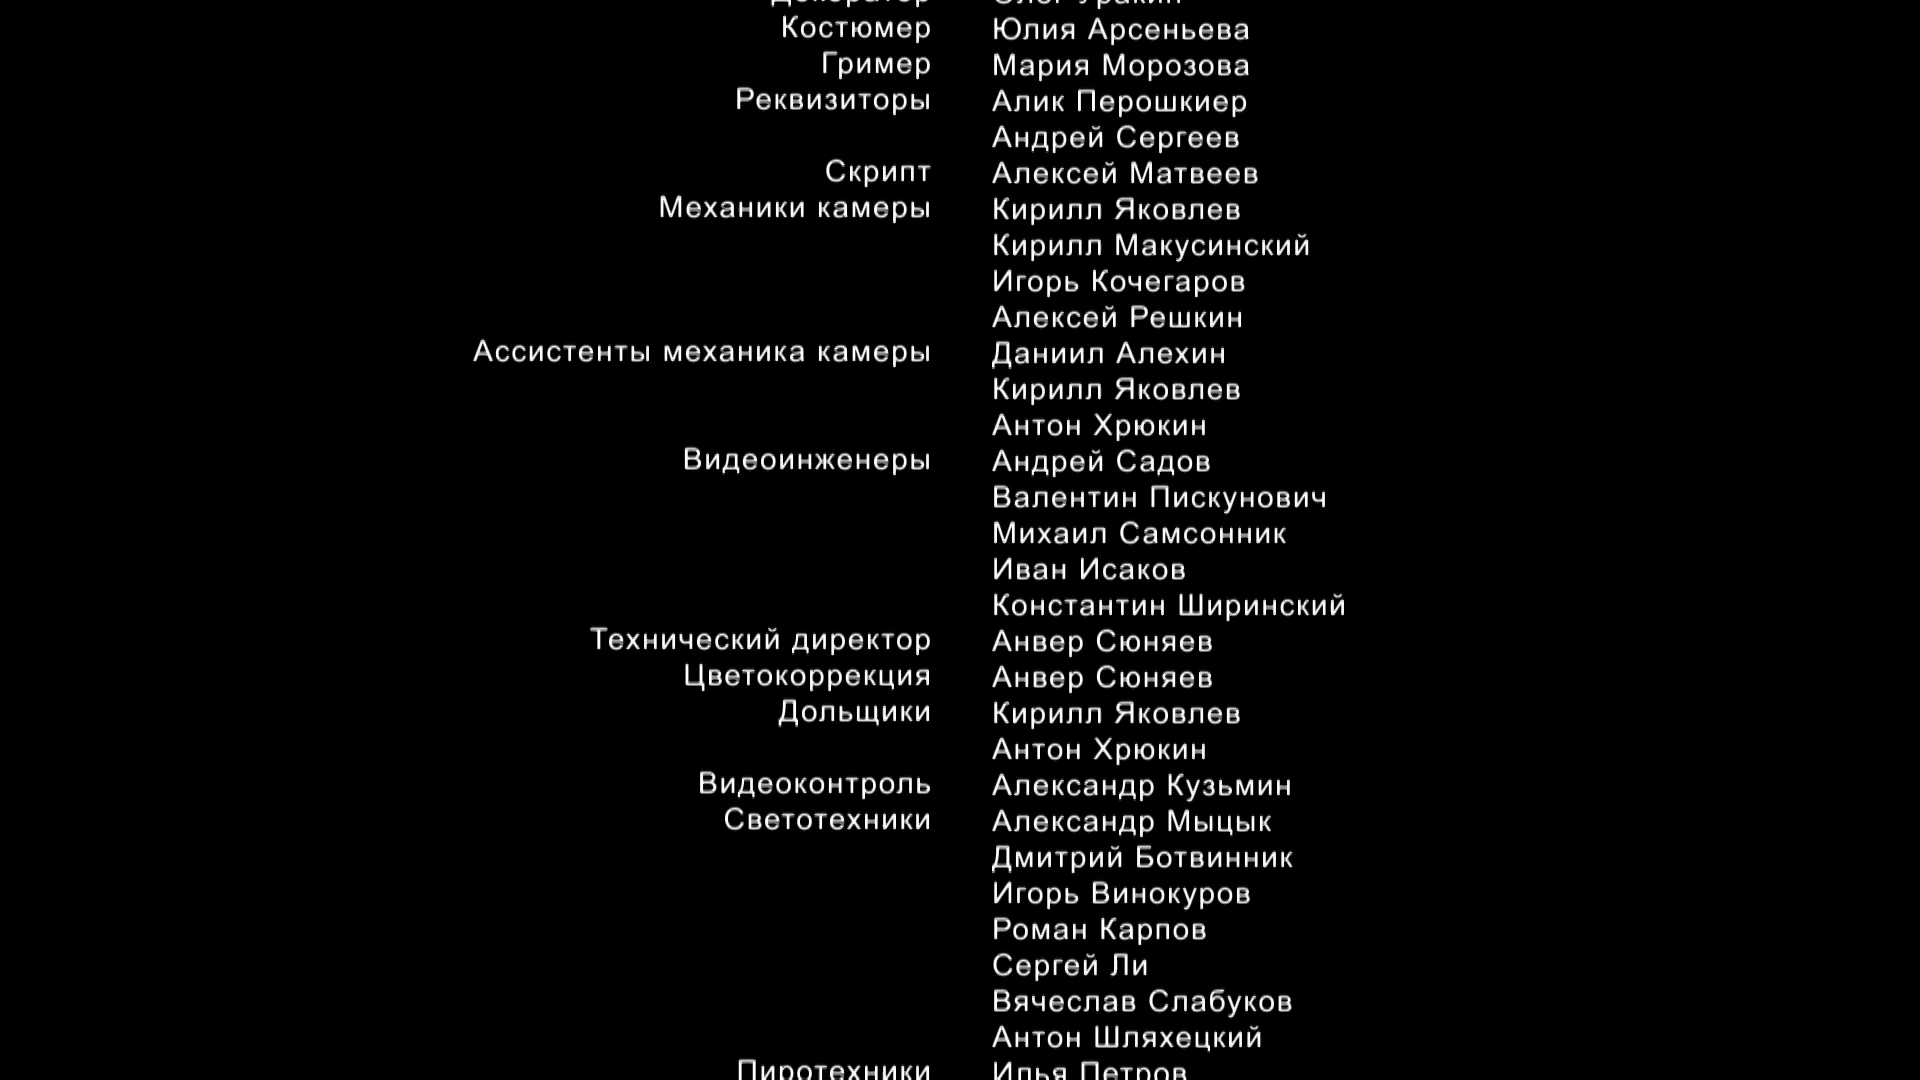 Декоратор Олег Уракин
Костюмер Юлия Арсеньева
Гример Мария Морозова
Реквизиторы Алик Перошкиер
Андрей Сергеев
Скрипт Алексей Матвеев
Механики камеры Кирилл Яковлев
Кирилл Макусинский
Игорь Кочегаров
Алексей Решкин
Ассистенты механика камеры Даниил Алехин
Кирилл Яковлев
Антон Хрюкин
Видеоинженеры Андрей Садов
Валентин Пискунович
Михаил Самсонник
Иван Исаков
Константин Ширинский
Технический директор Анвер Сюняев
Цветокоррекция Анвер Сюняев
Дольщики Кирилл Яковлев
Антон Хрюкин
Видеоконтроль Александр Кузьмин
Светотехники Александр Мыцык
Дмитрий Ботвинник
Игорь Винокуров
Роман Карпов
Сергей Ли
Вячеслав Слабуков
Антон Шляхецкий
Пиротехники Илья Петров